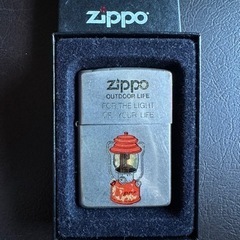 zippo
zippo
OUTDOOR LIFE
FOR THE LIGHT
OF YOUR LIFE